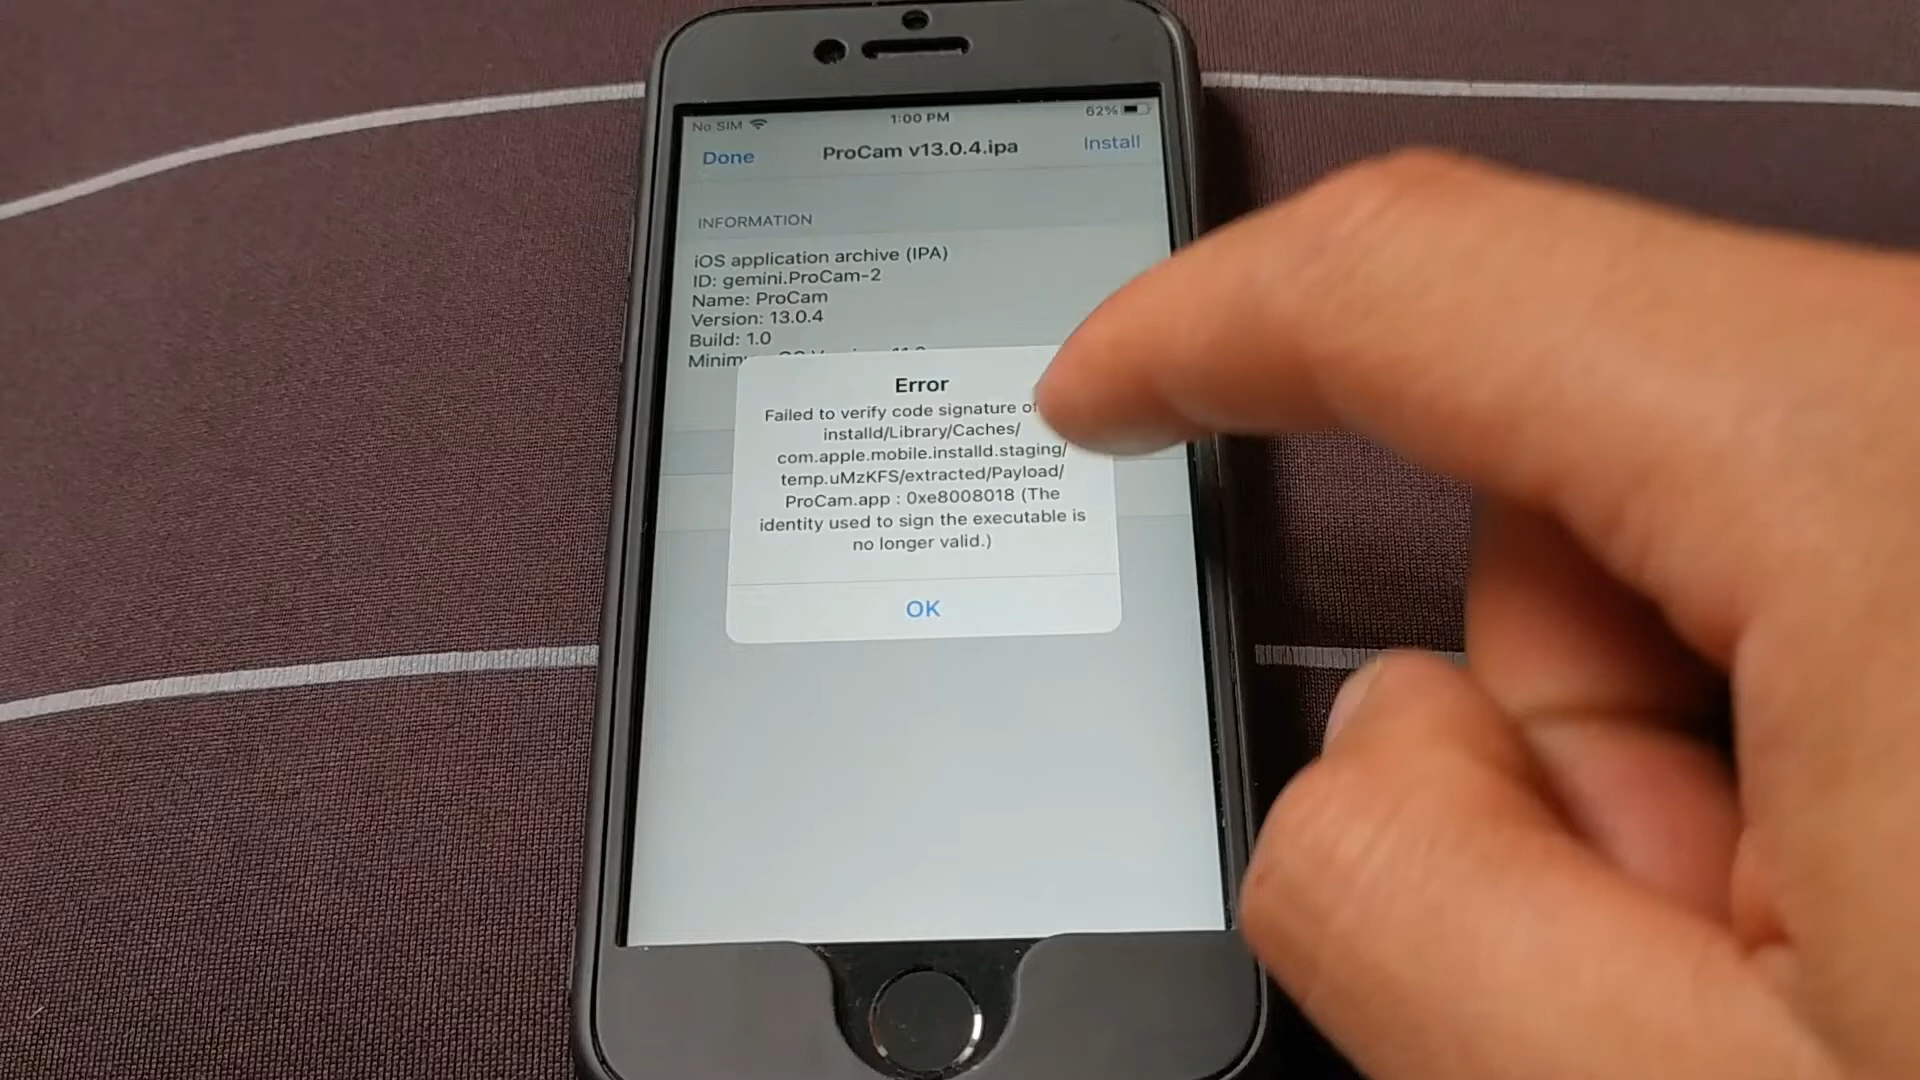 No SIM 1:00 PM 62%
Done ProCam v13.0.4.ipa Install
INFORMATION
iOS application archive (IPA)
ID: gemini.ProCam-2
Name: ProCam
Version: 13.0.4
Build: 1.0
Error
Failed to verify code signature of
installd/Library/Caches/
com.apple.mobile.installd.staging/
temp.uMzKFS/extracted/Payload/
ProCam.app : 0xe8008018 (The
identity used to sign the executable is
no longer valid.)
OK